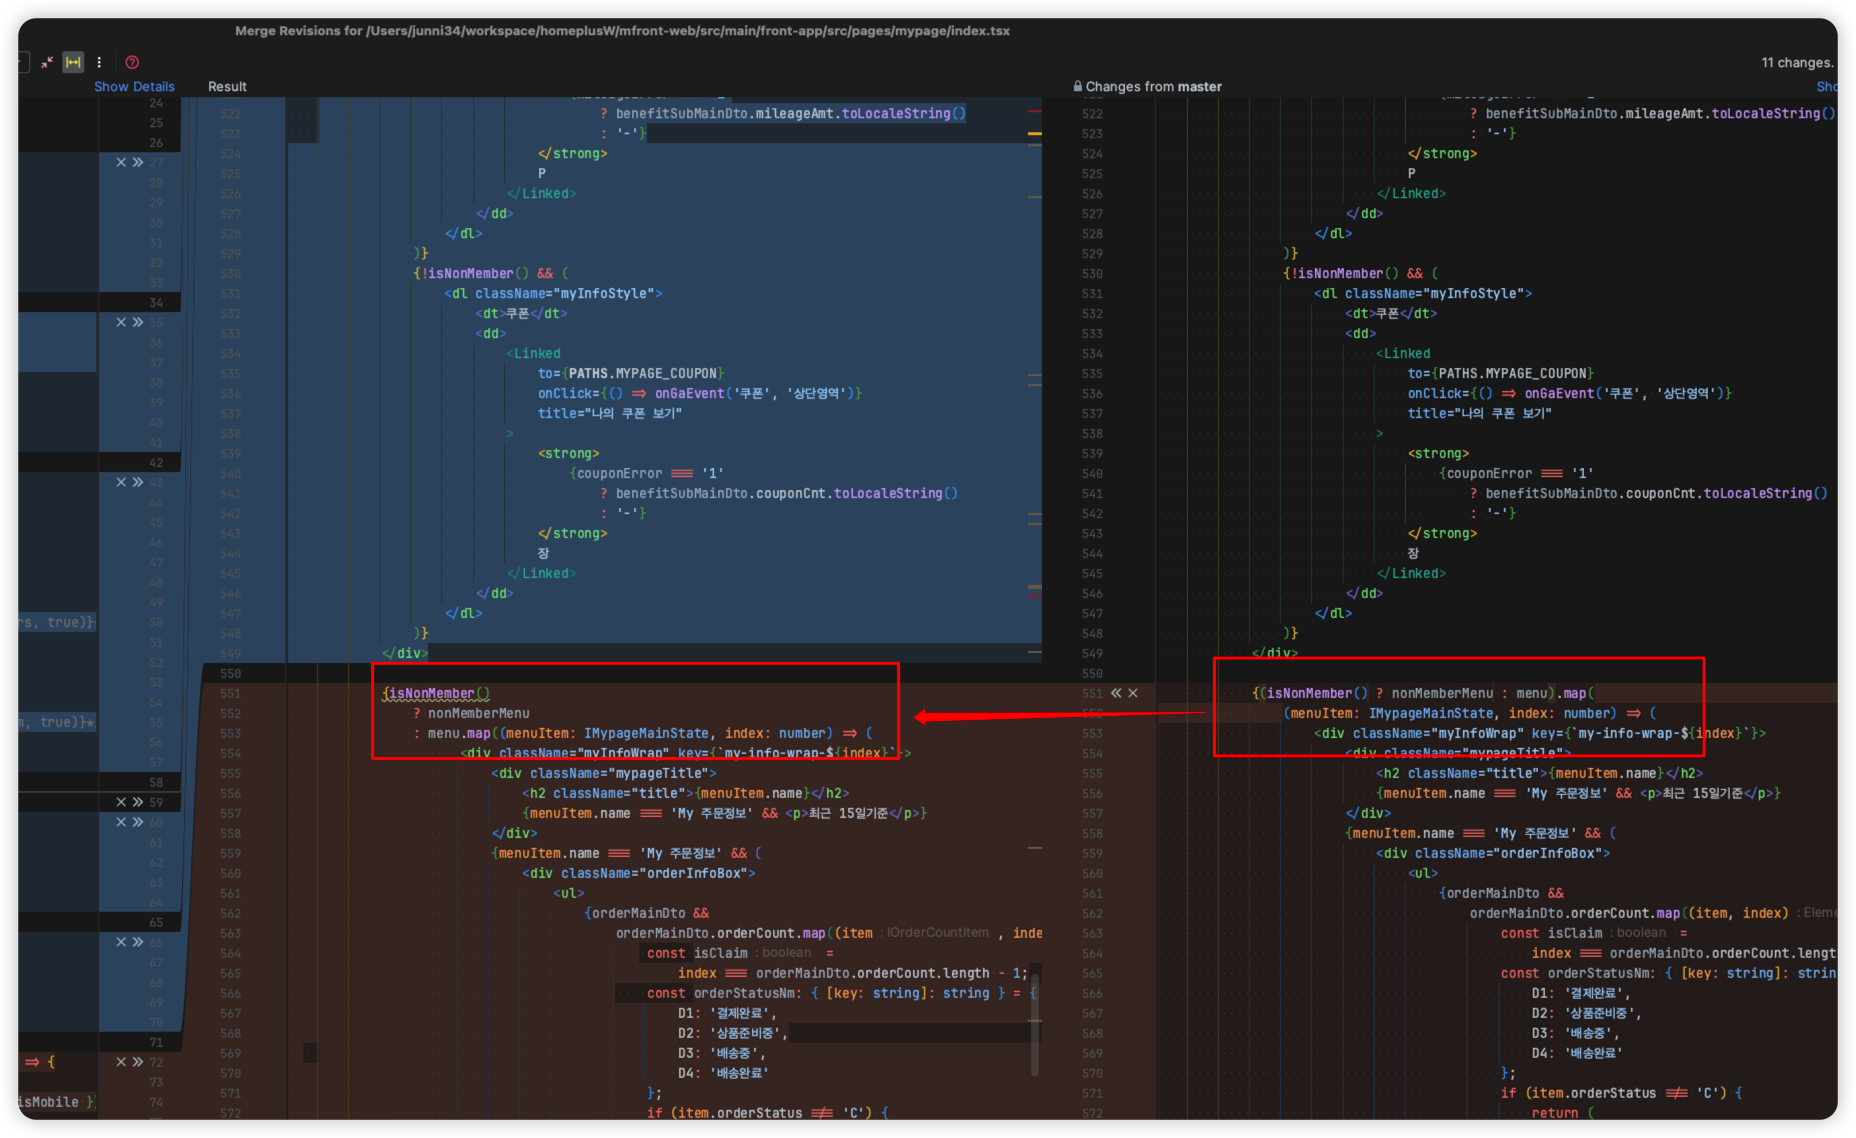 Merge Revisions for /Users/junni34/workspace/homeplusW/mfront-web/src/main/front-app/src/pages/mypage/index.tsx
11 changes.
Show Details
Result
Changes from master
Sho
24
25
26
27
28
29
30
31
32
33
34
35
36
37
38
39
40
41
42
43
44
45
46
47
48
49
rs, true)} 50
51
52
53
54
n, true)} 55
56
57
58
59
60
61
62
63
64
65
66
67
68
69
70
71
=> { 72
73
isMobile } 74
522 ? benefitSubMainDto.mileageAmt.toLocaleString()
523 : '-'}
524 </strong>
525 P
526 </Linked>
527 </dd>
528 </dl>
529 )}
530 {!isNonMember() && (
531 <dl className="myInfoStyle">
532 <dt>쿠폰</dt>
533 <dd>
534 <Linked
535 to={PATHS.MYPAGE_COUPON}
536 onClick={() => onGaEvent('쿠폰', '상단영역')}
537 title="나의 쿠폰 보기"
538 >
539 <strong>
540 {couponError === '1'
541 ? benefitSubMainDto.couponCnt.toLocaleString()
542 : '-'}
543 </strong>
544 장
545 </Linked>
546 </dd>
547 </dl>
548 )}
549 </div>
550
551 {isNonMember()
552 ? nonMemberMenu
553 : menu.map((menuItem: IMypageMainState, index: number) => (
554 <div className="myInfoWrap" key={`my-info-wrap-${index}`}>
555 <div className="mypageTitle">
556 <h2 className="title">{menuItem.name}</h2>
557 {menuItem.name === 'My 주문정보' && <p>최근 15일기준</p>}
558 </div>
559 {menuItem.name === 'My 주문정보' && (
560 <div className="orderInfoBox">
561 <ul>
562 {orderMainDto &&
563 orderMainDto.orderCount.map((item : IOrderCountItem , inde
564 const isClaim : boolean =
565 index === orderMainDto.orderCount.length - 1;
566 const orderStatusNm: { [key: string]: string } = {
567 D1: '결제완료',
568 D2: '상품준비중',
569 D3: '배송중',
570 D4: '배송완료'
571 };
572 if (item.orderStatus !== 'C') {
522 ? benefitSubMainDto.mileageAmt.toLocaleString()
523 : '-'}
524 </strong>
525 P
526 </Linked>
527 </dd>
528 </dl>
529 )}
530 {!isNonMember() && (
531 <dl className="myInfoStyle">
532 <dt>쿠폰</dt>
533 <dd>
534 <Linked
535 to={PATHS.MYPAGE_COUPON}
536 onClick={() => onGaEvent('쿠폰', '상단영역')}
537 title="나의 쿠폰 보기"
538 >
539 <strong>
540 {couponError === '1'
541 ? benefitSubMainDto.couponCnt.toLocaleString()
542 : '-'}
543 </strong>
544 장
545 </Linked>
546 </dd>
547 </dl>
548 )}
549 </div>
550
551 {(isNonMember() ? nonMemberMenu : menu).map(
552 (menuItem: IMypageMainState, index: number) => (
553 <div className="myInfoWrap" key={`my-info-wrap-${index}`}>
554 <div className="mypageTitle">
555 <h2 className="title">{menuItem.name}</h2>
556 {menuItem.name === 'My 주문정보' && <p>최근 15일기준</p>}
557 </div>
558 {menuItem.name === 'My 주문정보' && (
559 <div className="orderInfoBox">
560 <ul>
561 {orderMainDto &&
562 orderMainDto.orderCount.map((item, index) : Eleme
563 const isClaim : boolean =
564 index === orderMainDto.orderCount.lengt
565 const orderStatusNm: { [key: string]: strin
566 D1: '결제완료',
567 D2: '상품준비중',
568 D3: '배송중',
569 D4: '배송완료'
570 };
571 if (item.orderStatus !== 'C') {
572 return (